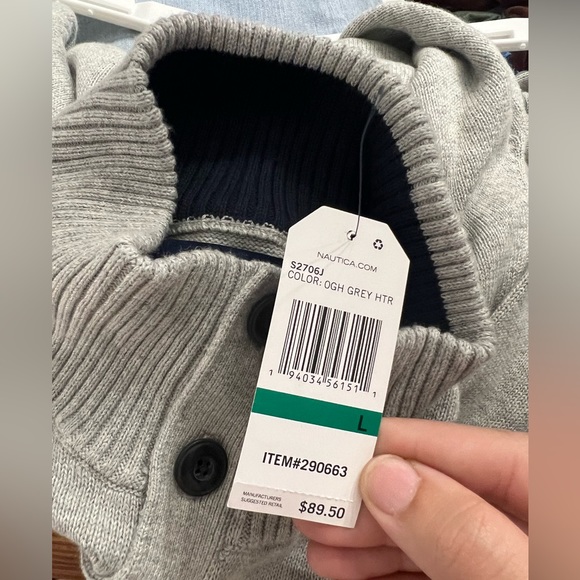 NAUTICA.COM
S2706J
COLOR: 0GH GREY HTR
1 94034 56151 1
L
ITEM#290663
MANUFACTURERS
SUGGESTED RETAIL
$89.50